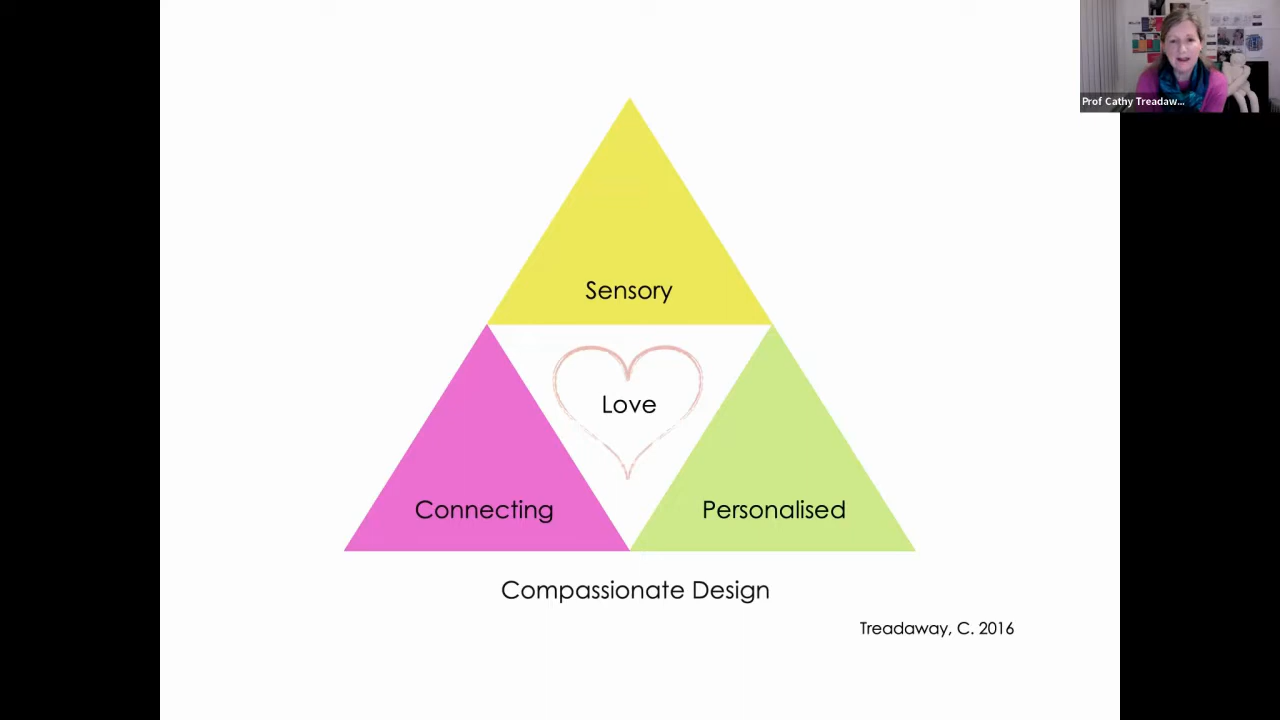 Prof Cathy Treadaw...
Sensory
Love
Connecting
Personalised
Compassionate Design
Treadaway, C. 2016